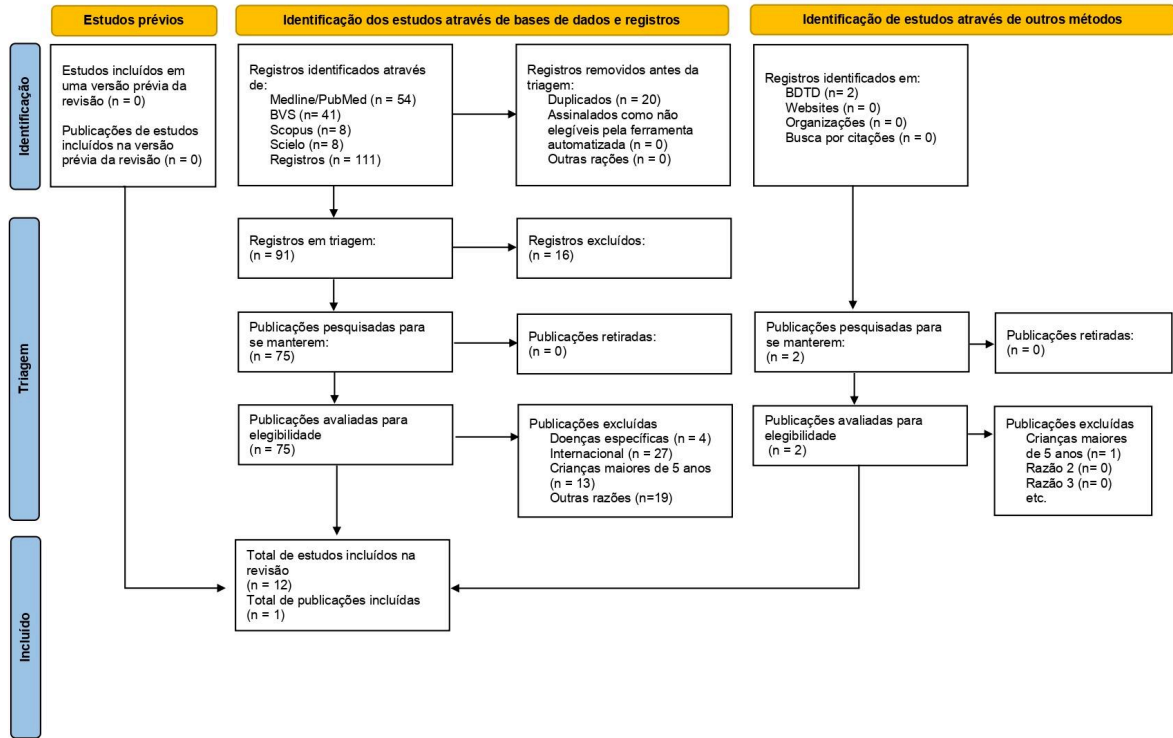 Estudos prévios
Identificação dos estudos através de bases de dados e registros
Identificação de estudos através de outros métodos
Identificação
Estudos incluídos em
uma versão prévia da
revisão (n = 0)
Publicações de estudos
incluídos na versão
prévia da revisão (n = 0)
Registros identificados através
de:
Medline/PubMed (n = 54)
BVS (n= 41)
Scopus (n= 8)
Scielo (n= 8)
Registros (n = 111)
Registros removidos antes da
triagem:
Duplicados (n = 20)
Assinalados como não
elegíveis pela ferramenta
automatizada (n = 0)
Outras rações (n = 0)
Registros identificados em:
BDTD (n= 2)
Websites (n = 0)
Organizações (n = 0)
Busca por citações (n = 0)
Triagem
Registros em triagem:
(n = 91)
Registros excluídos:
(n = 16)
Publicações pesquisadas para
se manterem:
(n = 75)
Publicações retiradas:
(n = 0)
Publicações pesquisadas para
se manterem:
(n = 2)
Publicações retiradas:
(n = 0)
Publicações avaliadas para
elegibilidade
(n = 75)
Publicações excluídas
Doenças específicas (n = 4)
Internacional (n = 27)
Crianças maiores de 5 anos
(n = 13)
Outras razões (n=19)
Publicações avaliadas para
elegibilidade
(n = 2)
Publicações excluídas
Crianças maiores
de 5 anos (n= 1)
Razão 2 (n=0)
Razão 3 (n=0)
etc.
Incluído
Total de estudos incluídos na
revisão
(n = 12)
Total de publicações incluídas
(n = 1)